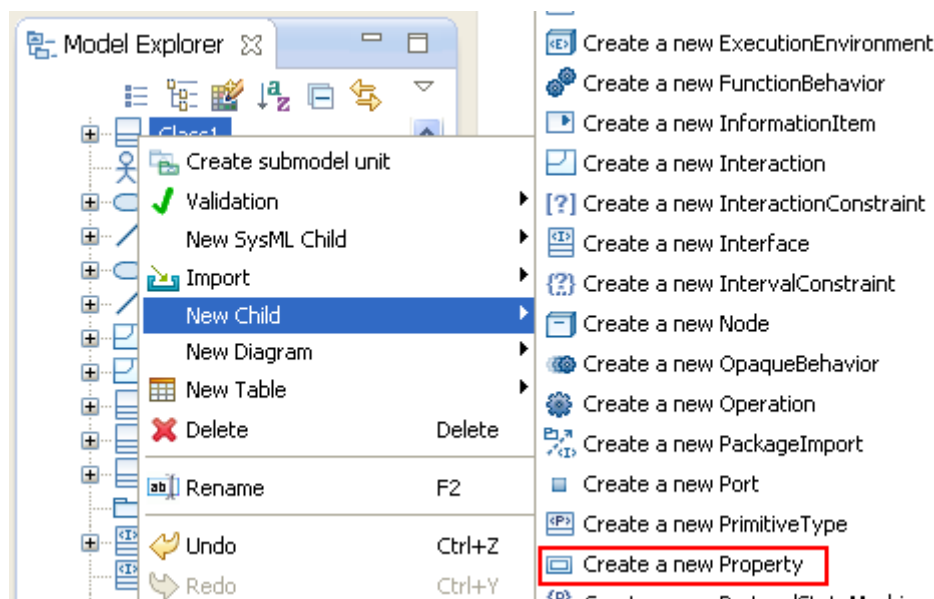 Model Explorer
Class1
Create submodel unit
Validation
New SysML Child
Import
New Child
New Diagram
New Table
Delete Delete
Rename F2
Undo Ctrl+Z
Redo Ctrl+Y
Create a new ExecutionEnvironment
Create a new FunctionBehavior
Create a new InformationItem
Create a new Interaction
Create a new InteractionConstraint
Create a new Interface
Create a new IntervalConstraint
Create a new Node
Create a new OpaqueBehavior
Create a new Operation
Create a new PackageImport
Create a new Port
Create a new PrimitiveType
Create a new Property